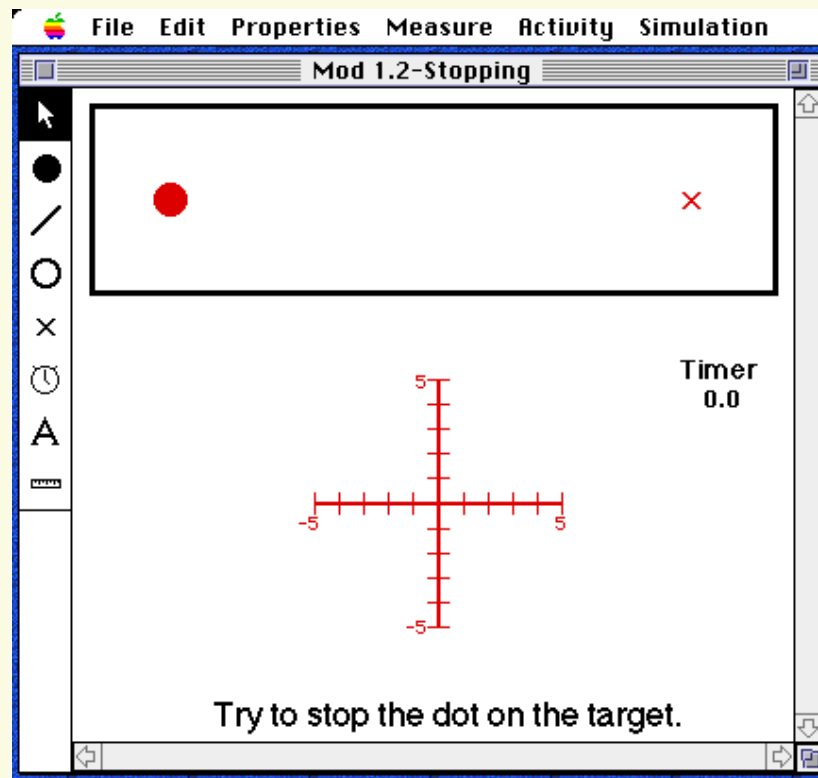 File Edit Properties Measure Activity Simulation
Mod 1.2-Stopping
A
Timer
0.0
5
-5 5
-5
Try to stop the dot on the target.